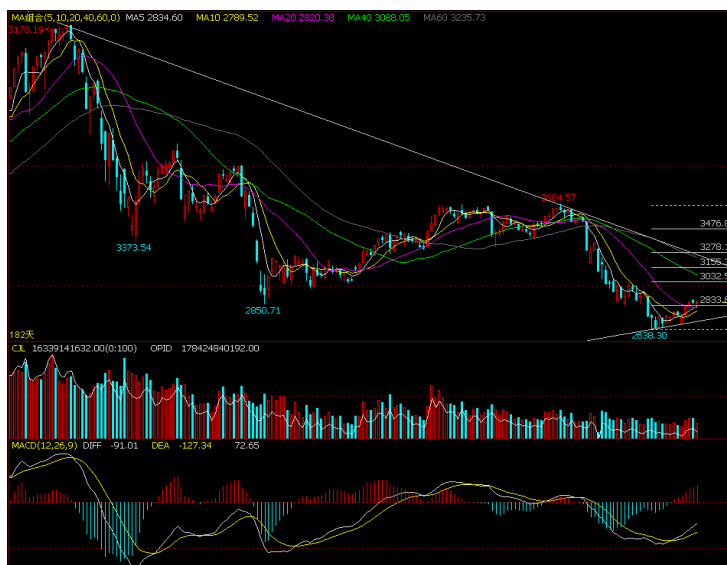 MA组合(5,10,20,40,60,0) MA5 2834.60 MA10 2789.52 MA20 2820.38 MA40 3088.05 MA60 3235.73
5178.19
3684.57
3476.8
3278.
3155.
3032.5
2833.8
3373.54
2850.71
2638.30
182天
CJL 16339141632.00(0:100) OPID 178424840192.00
MACD(12,26,9) DIFF -91.01 DEA -127.34 72.65